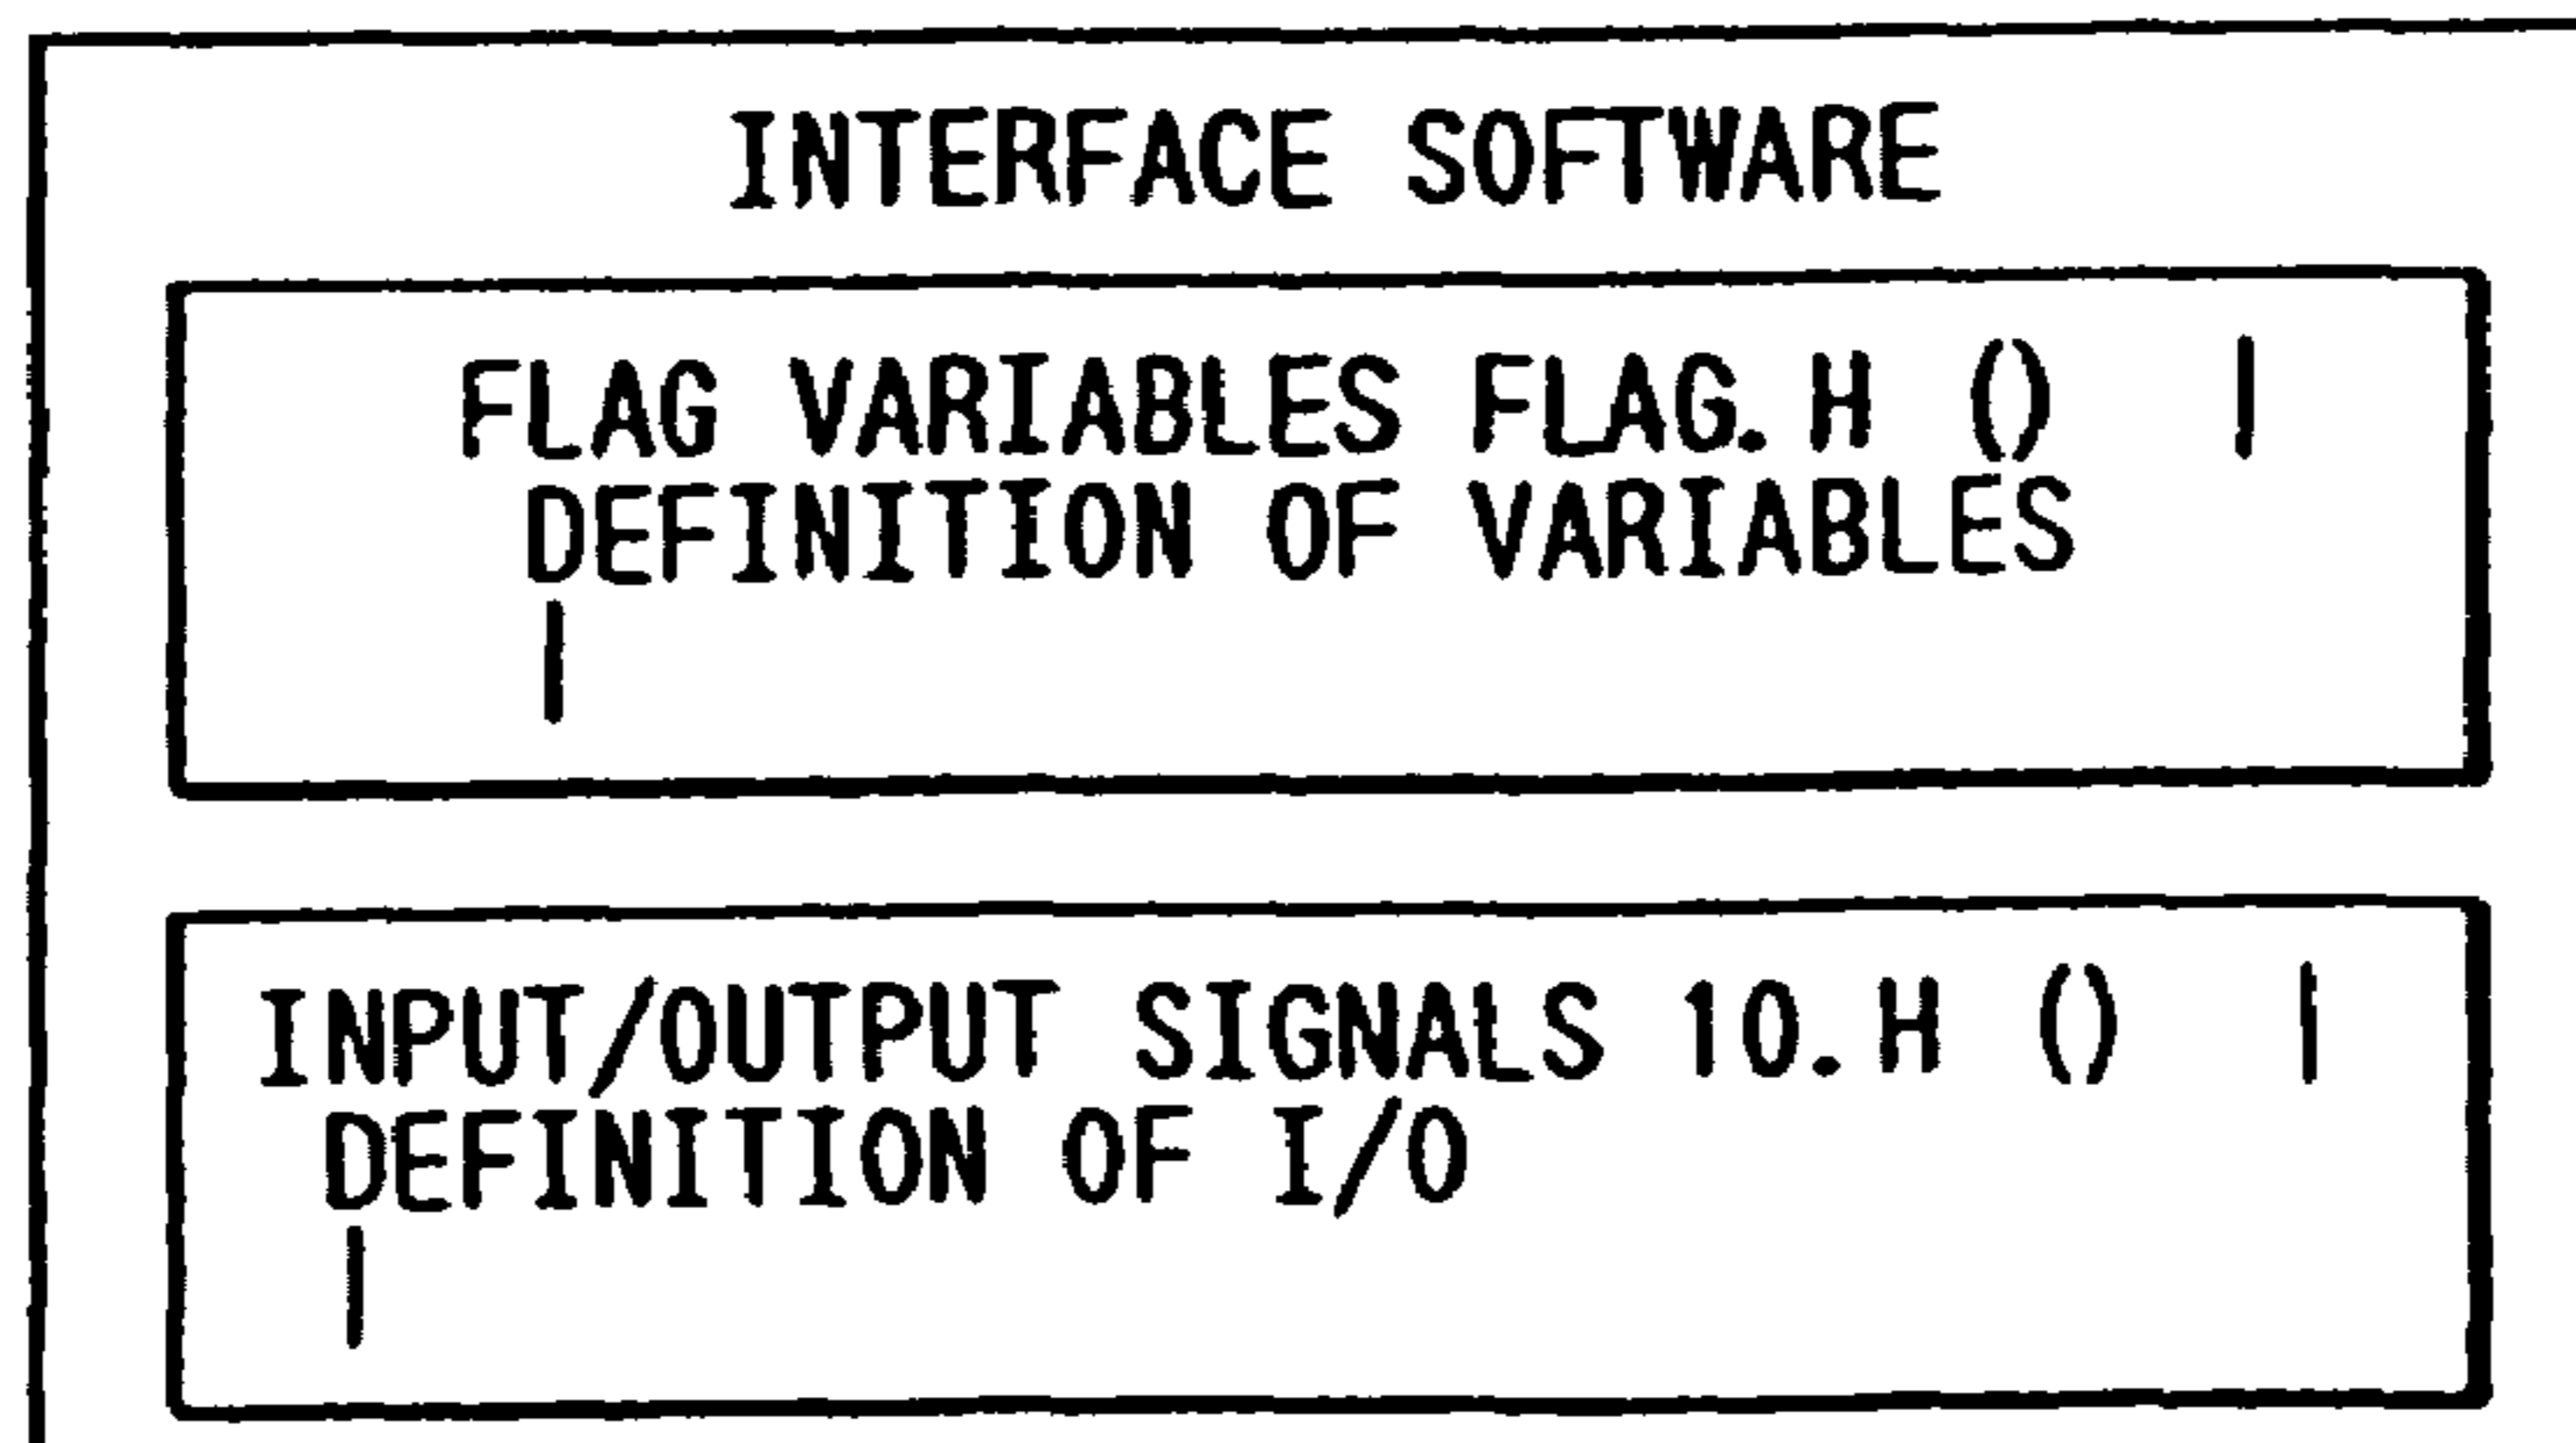 INTERFACE SOFTWARE
FLAG VARIABLES FLAG.H () |
DEFINITION OF VARIABLES
|
INPUT/OUTPUT SIGNALS 10.H () |
DEFINITION OF I/O
|